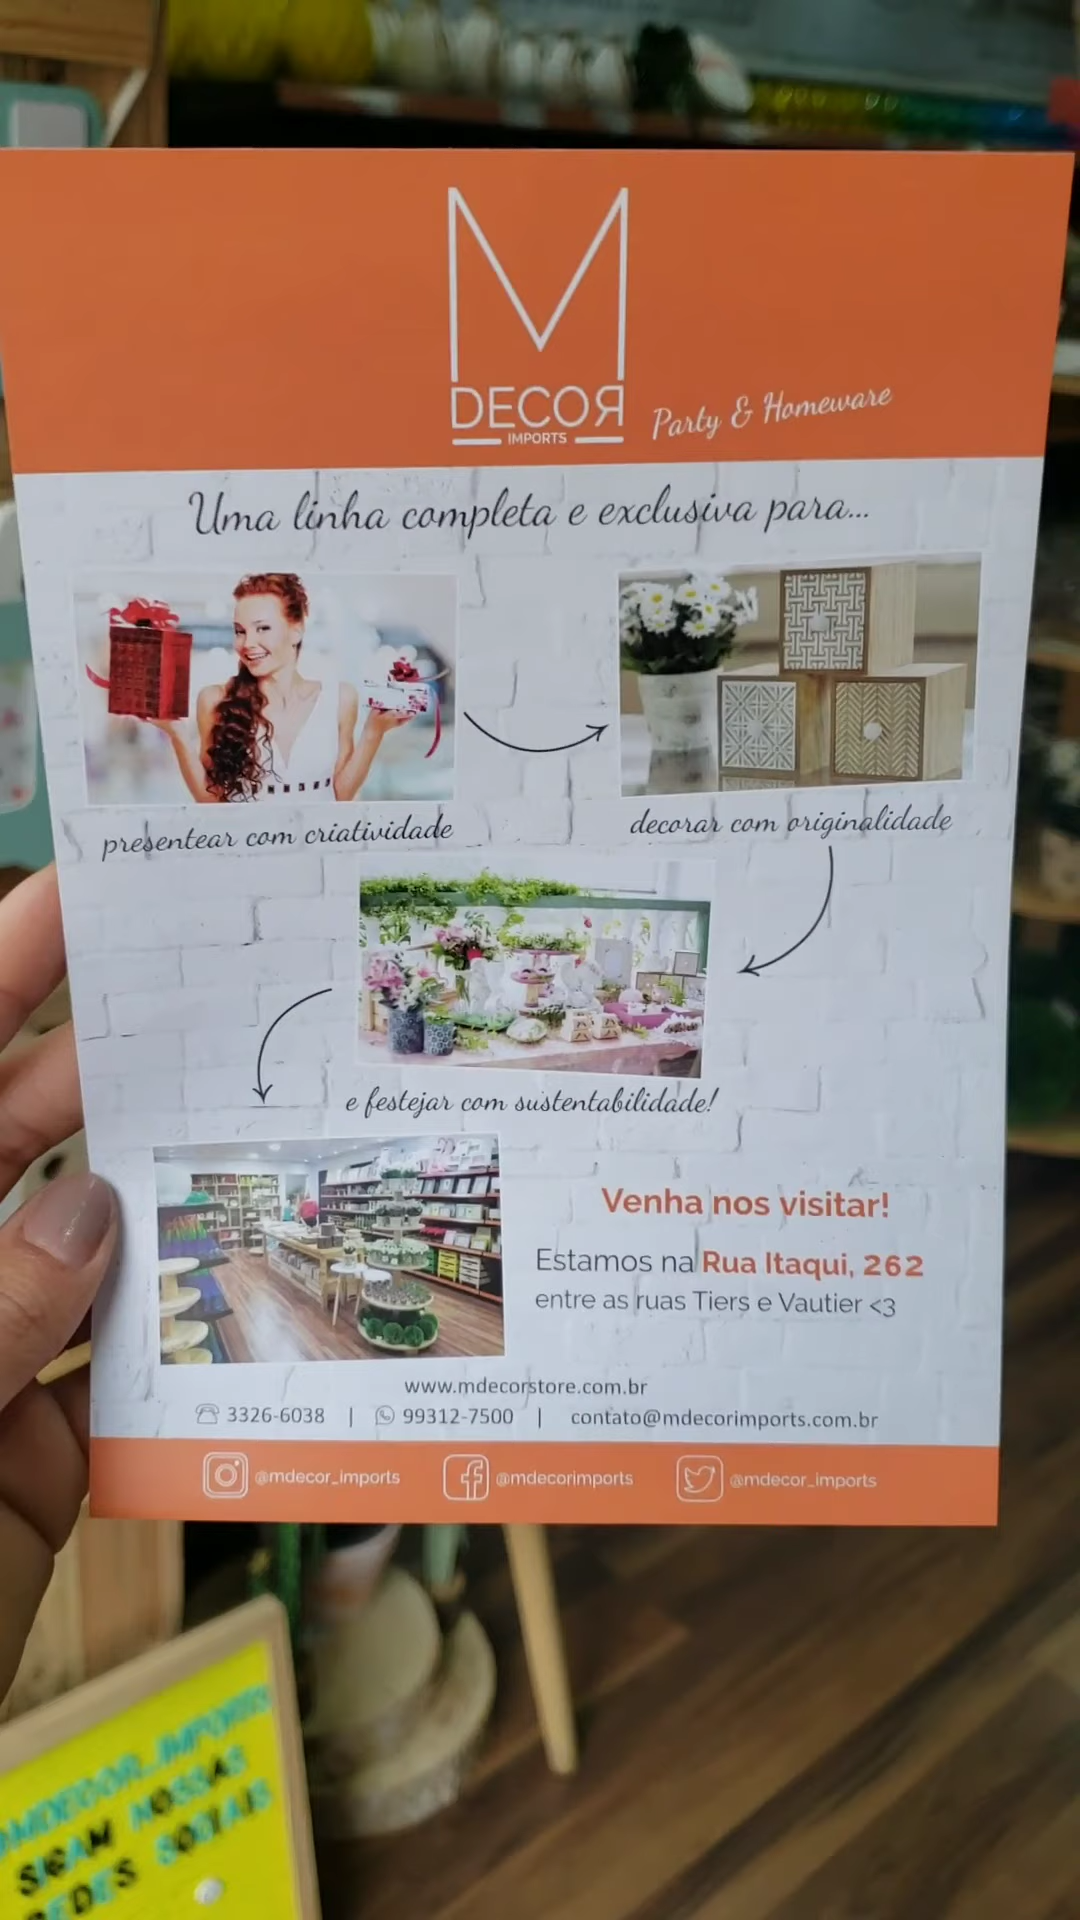 M
DECOR
IMPORTS
Party & Homeware
Uma linha completa e exclusiva para...
presentear com criatividade
decorar com originalidade
e festejar com sustentabilidade!
Venha nos visitar!
Estamos na Rua Itaqui, 262
entre as ruas Tiers e Vautier <3
www.mdecorstore.com.br
3326-6038 | 99312-7500 | contato@mdecorimports.com.br
@mdecor_imports @mdecorimports @mdecor_imports
@MDECOR_IMPORTS
SIGAM NOSSAS
REDES SOCIAIS